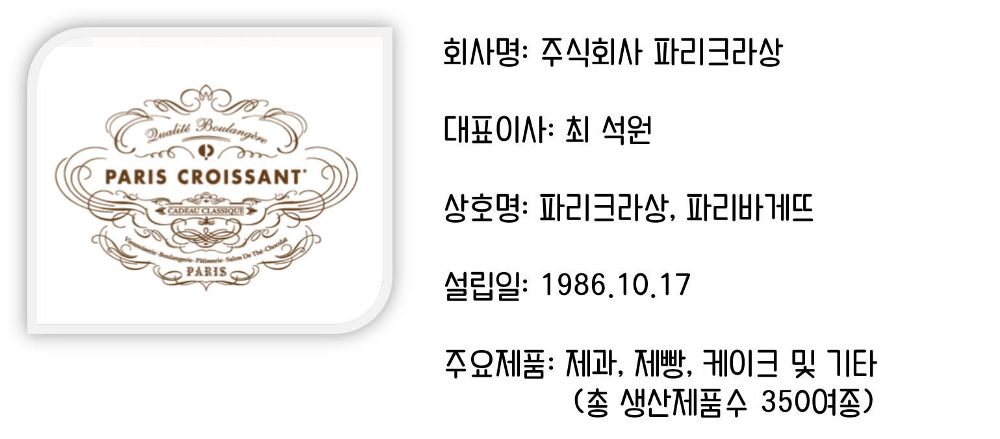 Qualité Boulangère
PARIS CROISSANT
CADEAU CLASSIQUE
Viennoiserie-Boulangerie-Pâtisserie-Salon De Thé-Chocolat
PARIS
회사명: 주식회사 파리크라상
대표이사: 최 석원
상호명: 파리크라상, 파리바게뜨
설립일: 1986.10.17
주요제품: 제과, 제빵, 케이크 및 기타
(총 생산제품수 350여종)